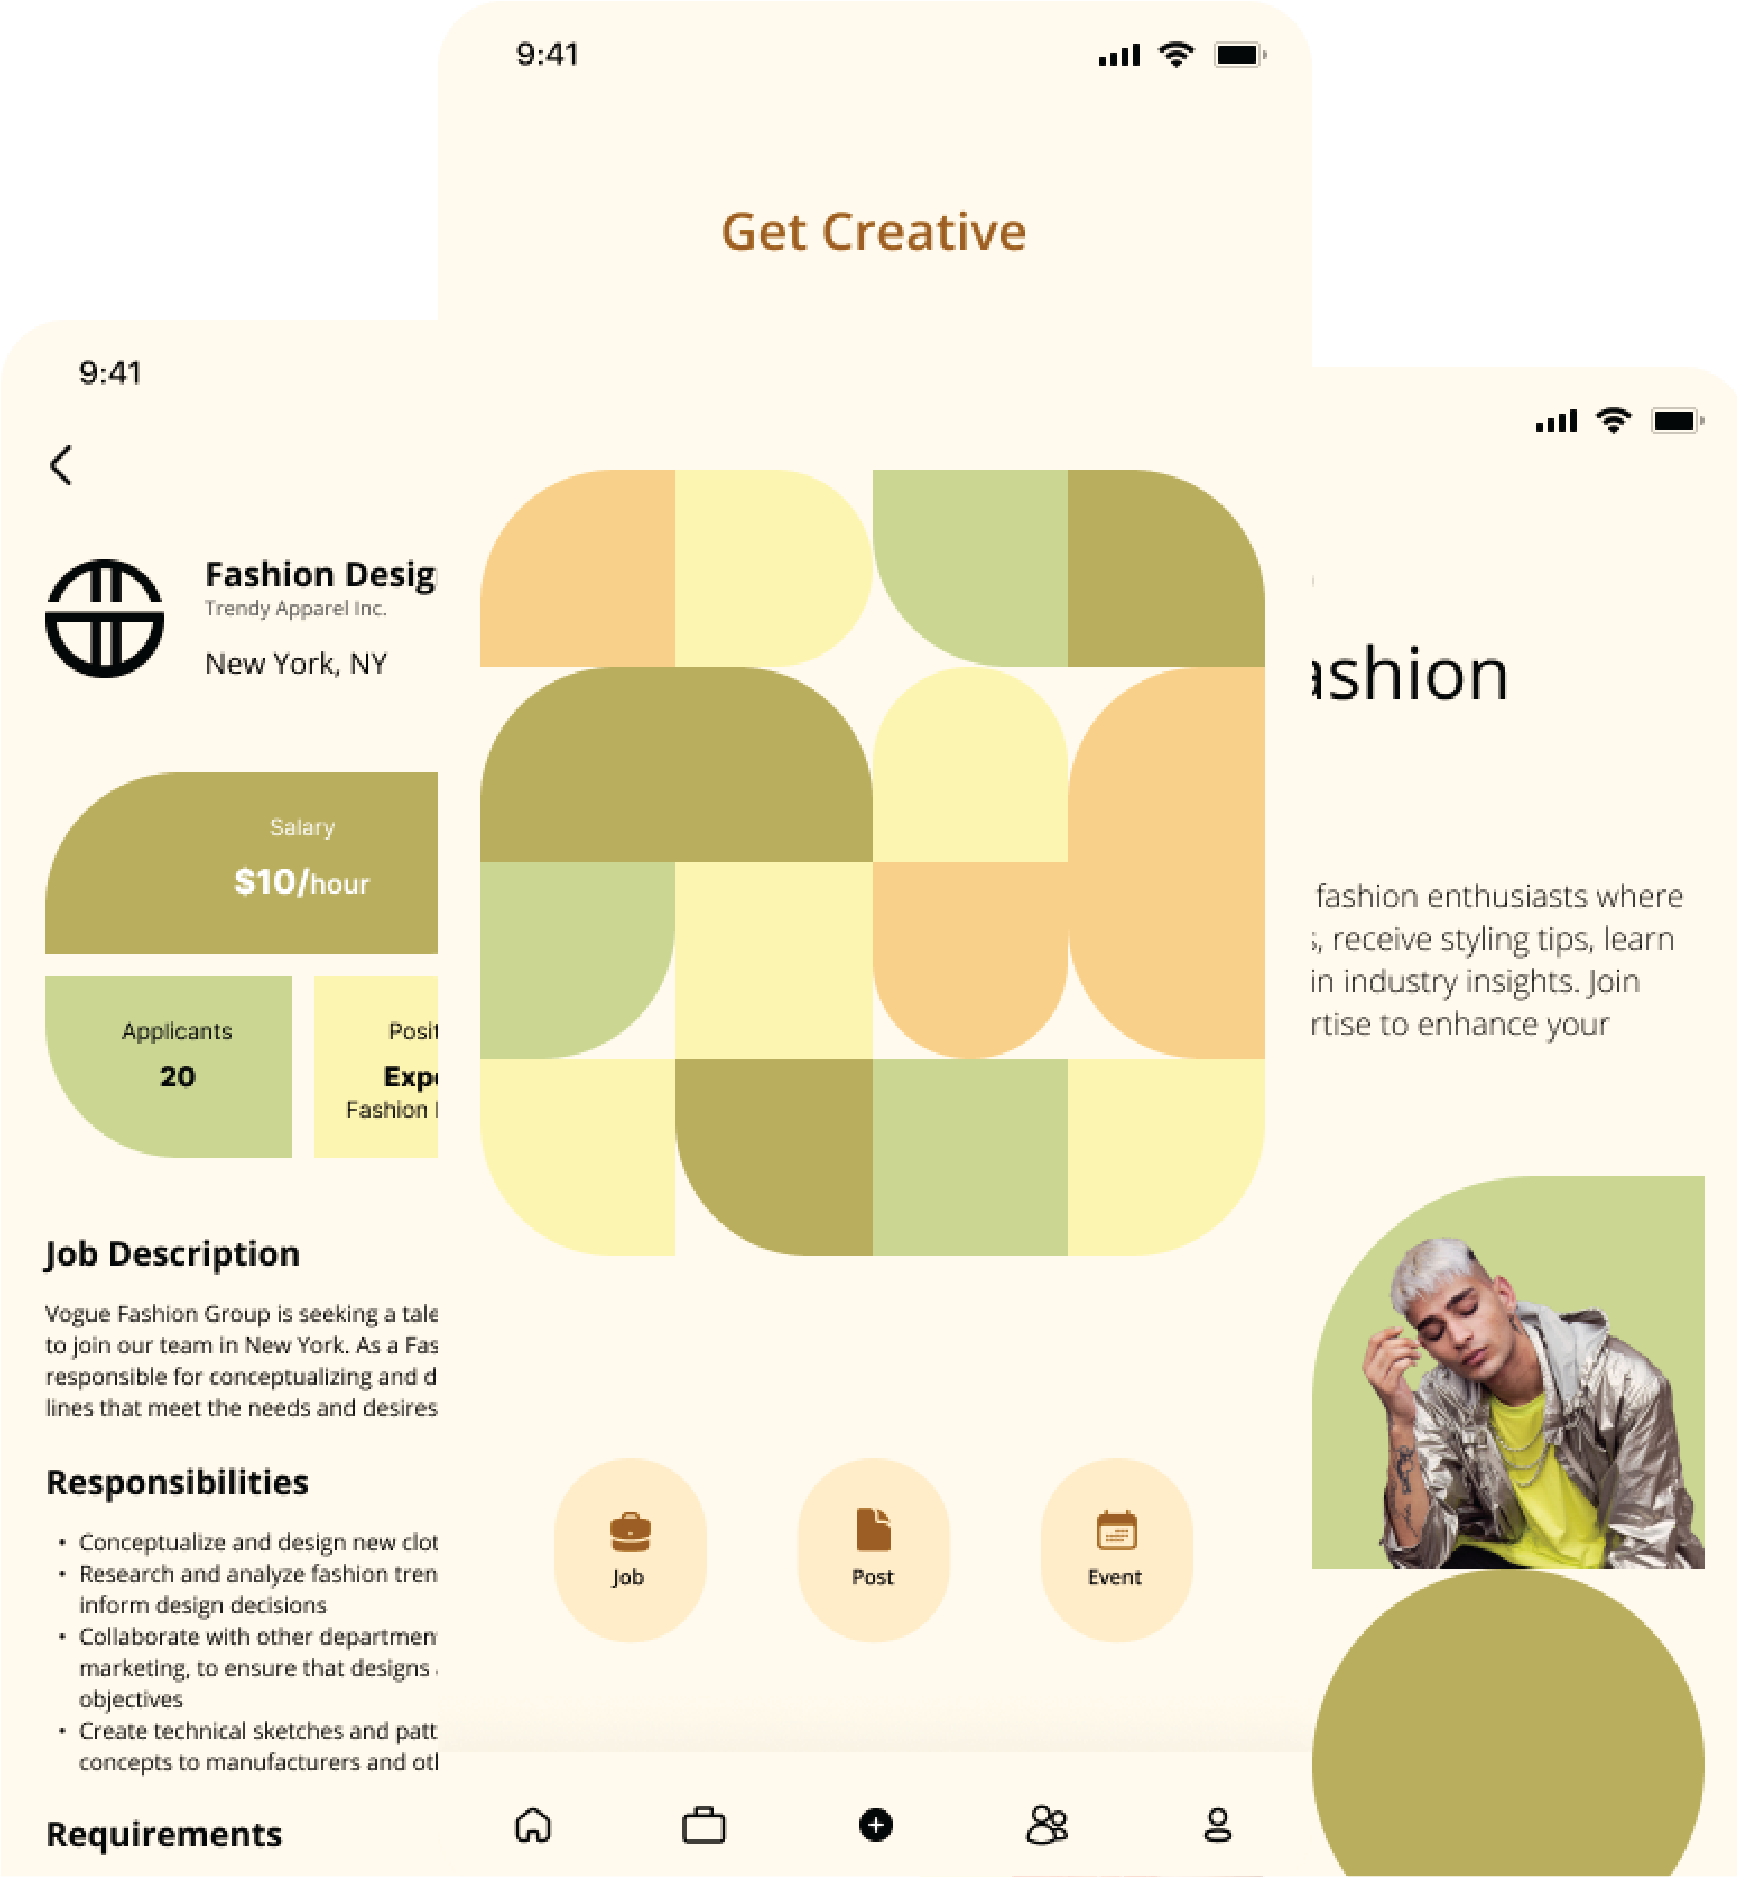 9:41
Get Creative
Job
Post
Event
9:41
Fashion Desig
Trendy Apparel Inc.
New York, NY
Salary
$10/hour
Applicants
20
Posit
Exp
Fashion
Job Description
Vogue Fashion Group is seeking a tale
to join our team in New York. As a Fas
responsible for conceptualizing and d
lines that meet the needs and desires
Responsibilities
• Conceptualize and design new clot
• Research and analyze fashion tren
inform design decisions
• Collaborate with other departmen
marketing, to ensure that designs
objectives
• Create technical sketches and patt
concepts to manufacturers and otl
Requirements
ashion
fashion enthusiasts where
s, receive styling tips, learn
in industry insights. Join
rtise to enhance your